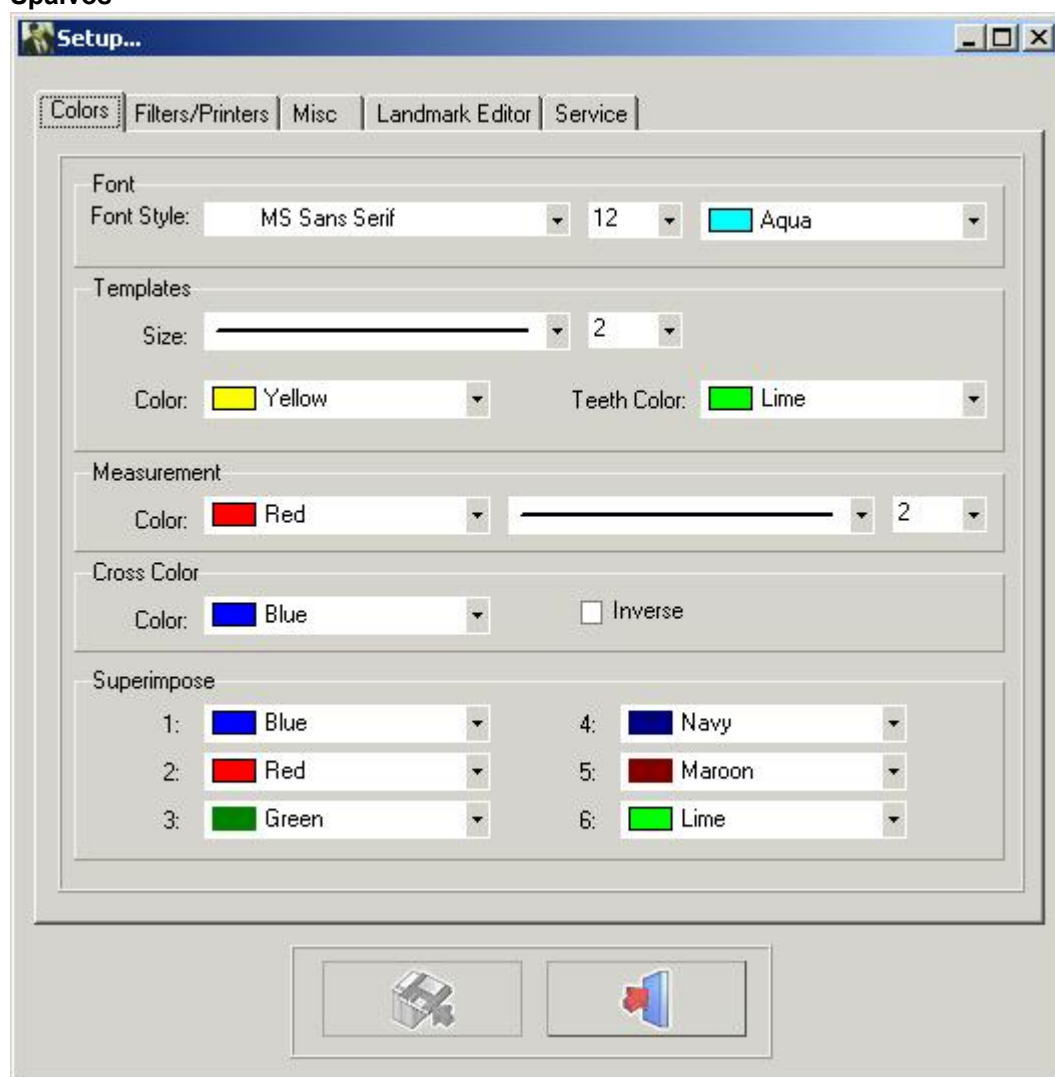 Spalvos
Setup...
Colors Filters/Printers Misc Landmark Editor Service
Font
Font Style: MS Sans Serif 12 Aqua
Templates
Size: 2
Color: Yellow Teeth Color: Lime
Measurement
Color: Red 2
Cross Color
Color: Blue Inverse
Superimpose
1: Blue 4: Navy
2: Red 5: Maroon
3: Green 6: Lime